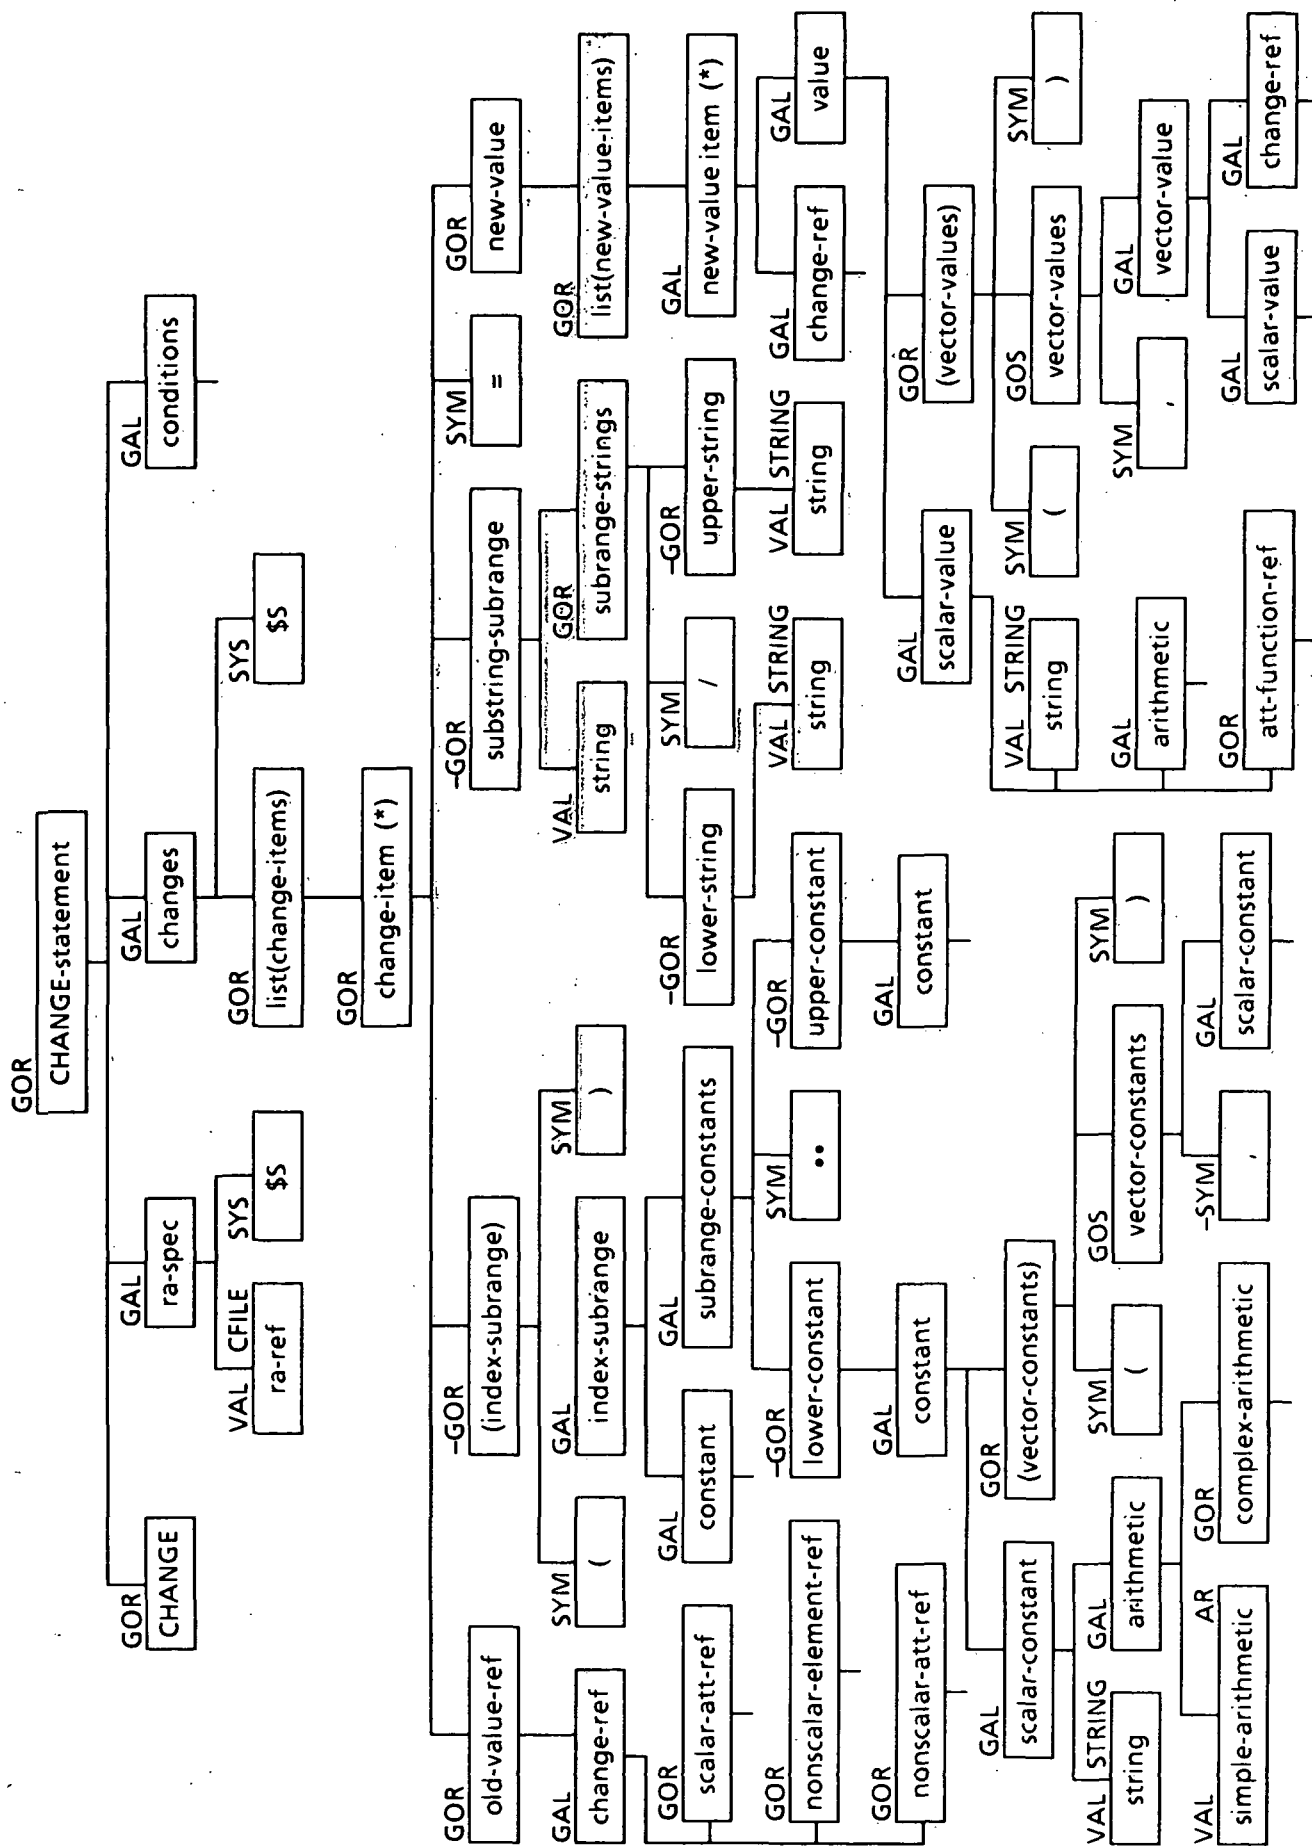 GOR
CHANGE-statement
GOR GAL GAL GAL
CHANGE ra-spec changes conditions
VAL CFILE SYS GOR SYS
ra-ref $S list(change-items) $S
GOR
change-item (*)
GOR –GOR –GOR SYM GOR
old-value-ref (index-subrange) substring-subrange = new-value
GAL SYM GAL SYM VAL GOR GOR
change-ref ( index-subrange ) string subrange-strings list(new-value-items)
GOR GAL GAL –GOR SYM –GOR GAL
scalar-att-ref constant subrange-constants lower-string / upper-string new-value item (*)
GOR –GOR SYM –GOR VAL STRING VAL STRING GAL GAL
nonscalar-element-ref lower-constant •• upper-constant string string change-ref value
GOR GAL GAL GAL GOR
nonscalar-att-ref constant constant scalar-value (vector-values)
GAL GOR VAL STRING SYM GOS SYM
scalar-constant (vector-constants) string ( vector-values )
VAL STRING GAL SYM GOS SYM GAL SYM GAL
string arithmetic ( vector-constants ) arithmetic , vector-value
VAL AR GOR –SYM GAL GOR GAL GAL
simple-arithmetic complex-arithmetic , scalar-constant att-function-ref scalar-value change-ref